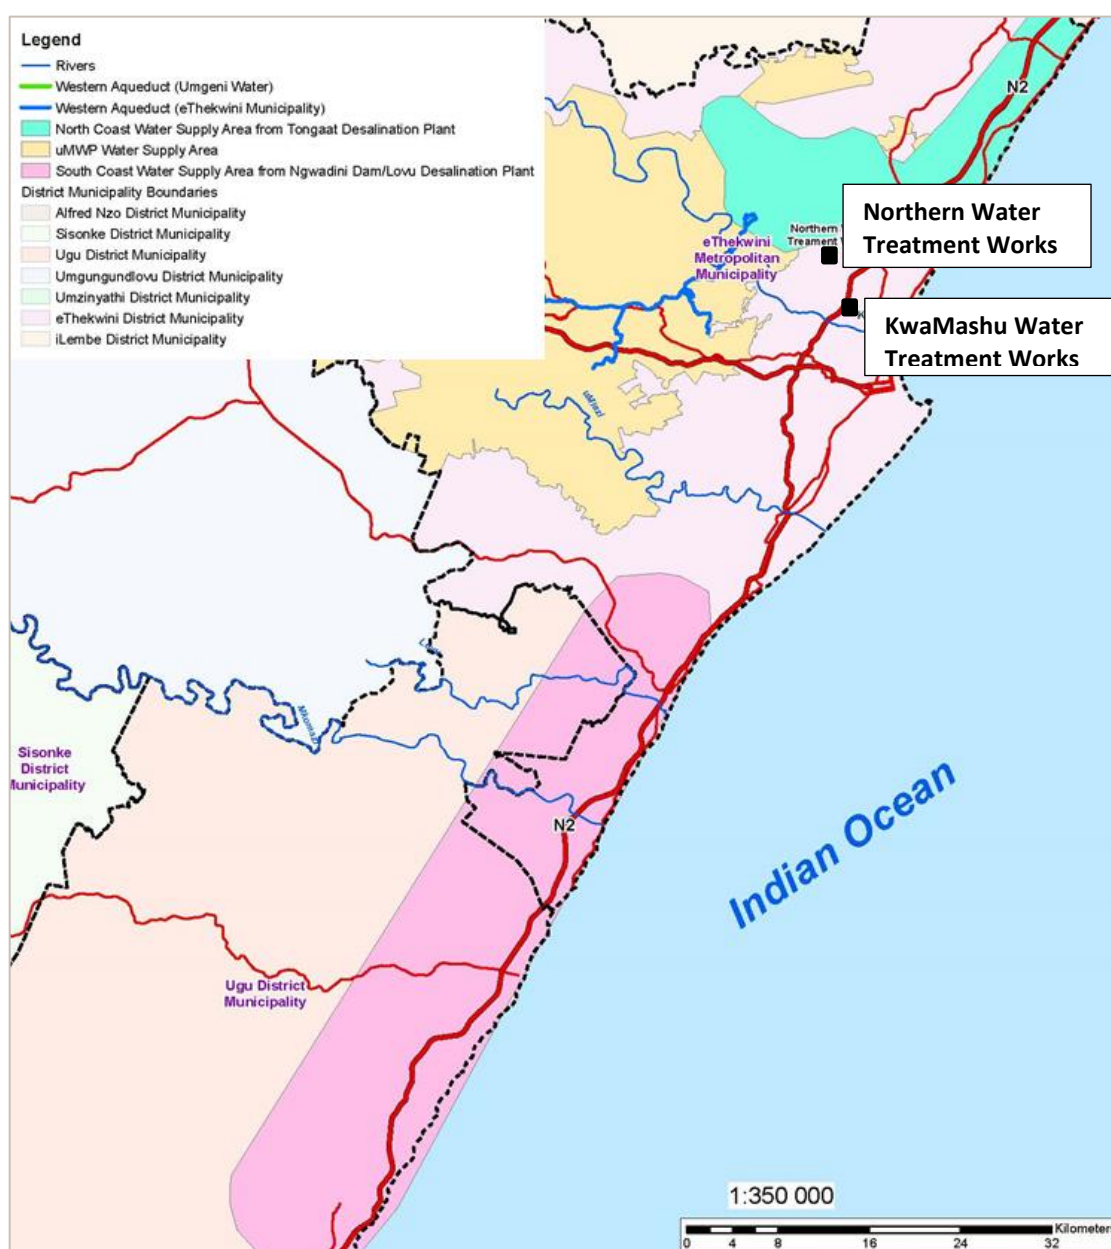 Legend
Rivers
Western Aqueduct (Umgeni Water)
Western Aqueduct (eThekwini Municipality)
North Coast Water Supply Area from Tongaat Desalination Plant
uMWP Water Supply Area
South Coast Water Supply Area from Ngwadini Dam/Lovu Desalination Plant
District Municipality Boundaries
Alfred Nzo District Municipality
Sisonke District Municipality
Ugu District Municipality
Umgungundlovu District Municipality
Umzinyathi District Municipality
eThekwini District Municipality
iLembe District Municipality
N2
Northern Water
Treatment Works
Northern
eThekwini
Metropolitan
Municipality
KwaMashu Water
Treatment Works
uMlazi
Mkomazi
Sisonke
District
Municipality
N2
Indian Ocean
Ugu District
Municipality
1:350 000
Kilometers
0 4 8 16 24 32